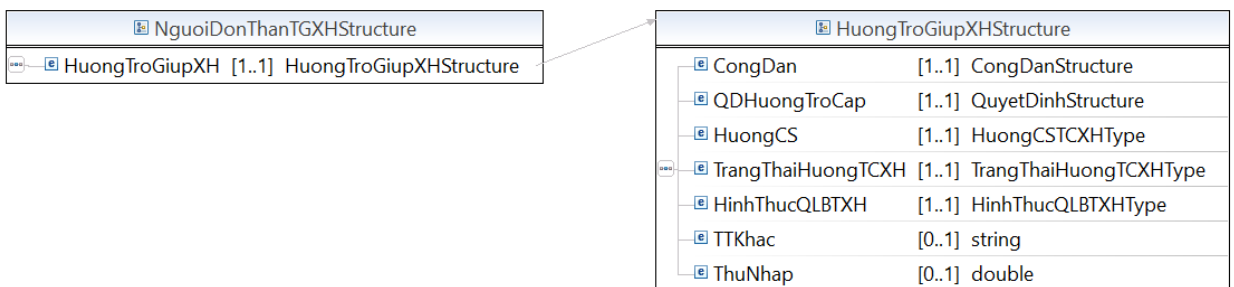 NguoiDonThanTGXHStructure
HuongTroGiupXH [1..1] HuongTroGiupXHStructure
HuongTroGiupXHStructure
CongDan [1..1] CongDanStructure
QDHuongTroCap [1..1] QuyetDinhStructure
HuongCS [1..1] HuongCSTCXHType
TrangThaiHuongTCXH [1..1] TrangThaiHuongTCXHType
HinhThucQLBTXH [1..1] HinhThucQLBTXHType
TTKhac [0..1] string
ThuNhap [0..1] double